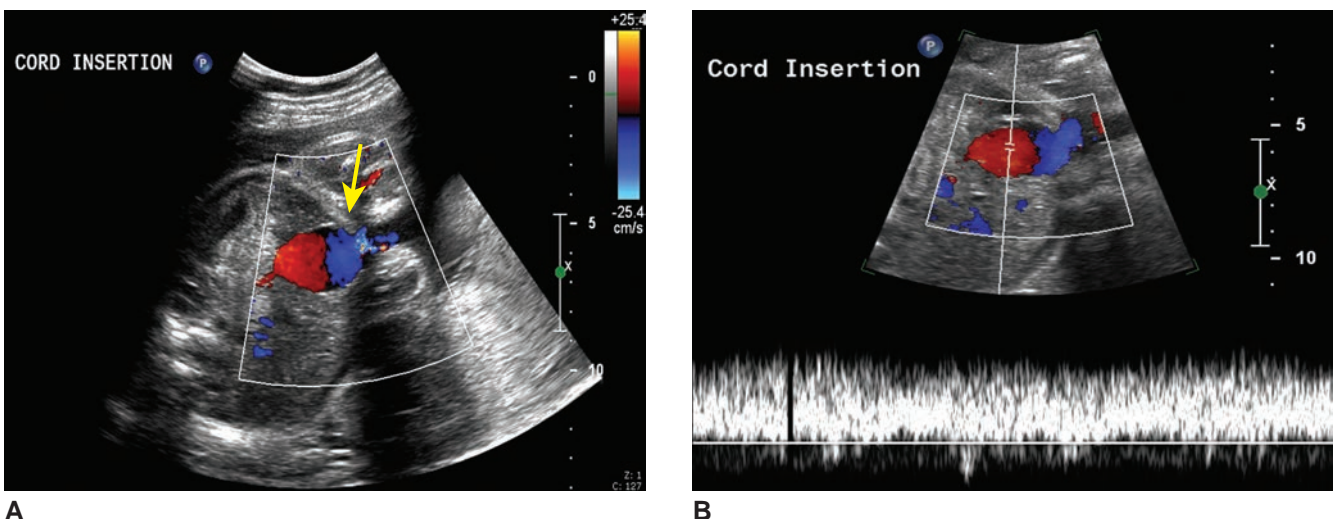 CORD INSERTION P
+25.4
-25.4
cm/s
0
5
10
X
Z: 1
C: 127
A
Cord Insertion P
5
10
X
B